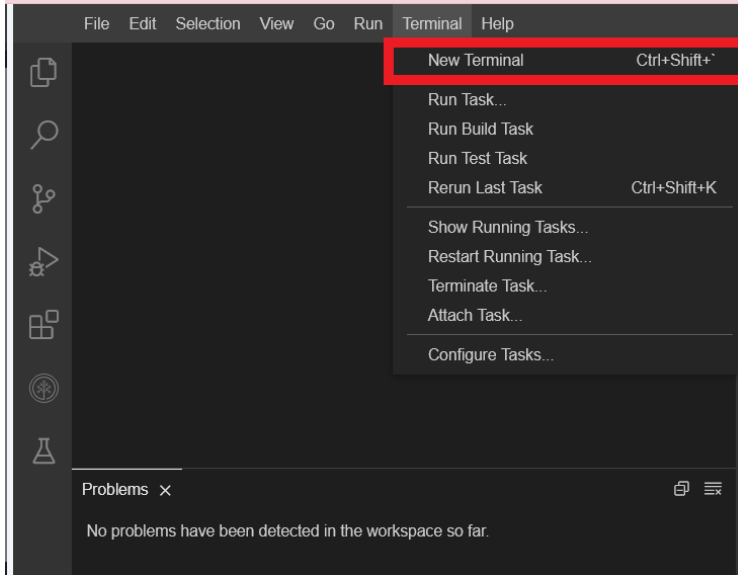 File Edit Selection View Go Run Terminal Help
New Terminal Ctrl+Shift+`
Run Task...
Run Build Task
Run Test Task
Rerun Last Task Ctrl+Shift+K
Show Running Tasks...
Restart Running Task...
Terminate Task...
Attach Task...
Configure Tasks...
Problems
No problems have been detected in the workspace so far.